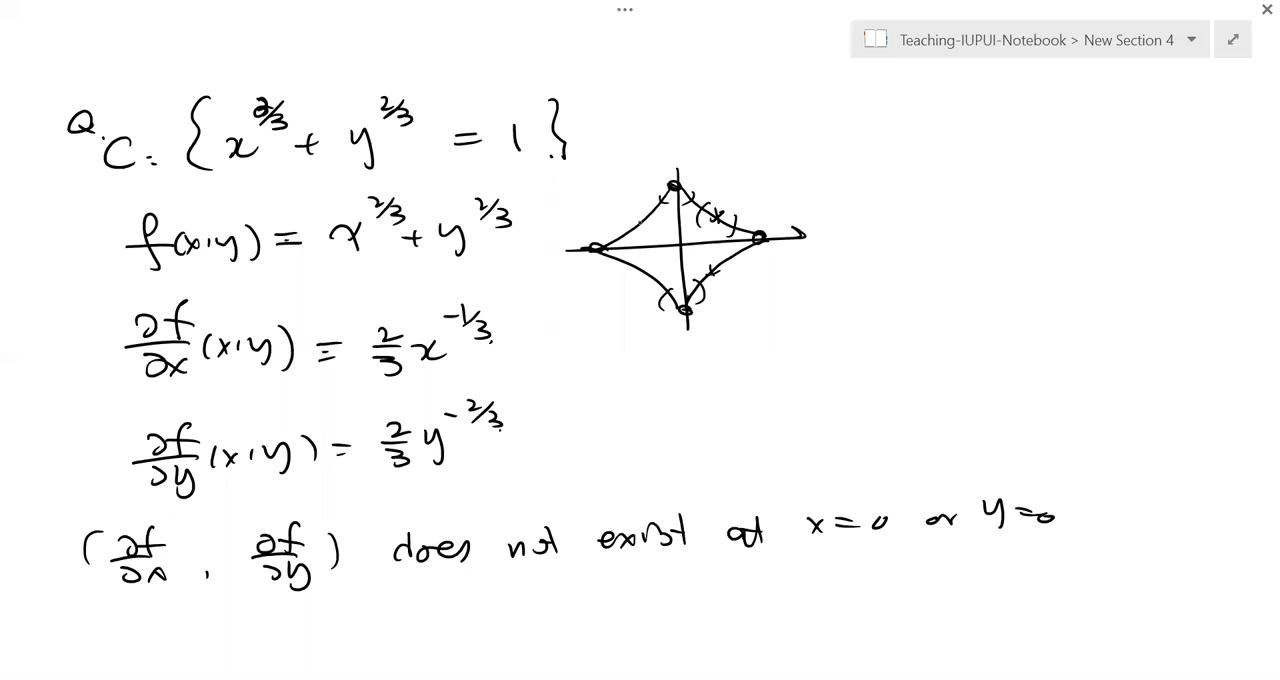 Teaching-IUPUI-Notebook > New Section 4
Q. C = { x^{2/3} + y^{2/3} = 1 }
f(x,y) = x^{2/3} + y^{2/3}
∂f/∂x (x,y) = 2/3 x^{-1/3}
∂f/∂y (x,y) = 2/3 y^{-2/3}
(∂f/∂x, ∂f/∂y) does not exist at x=0 or y=0